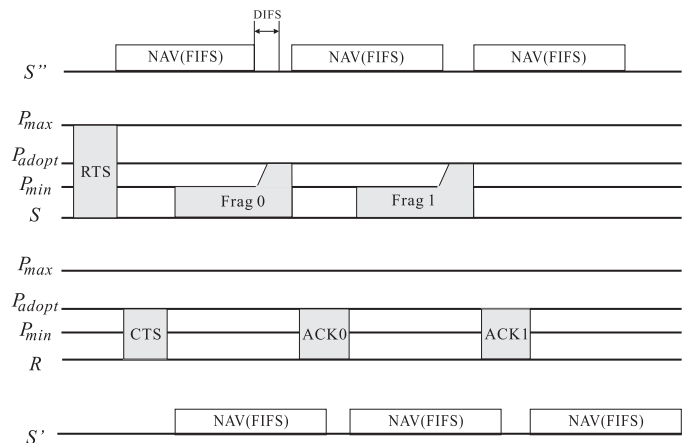 DIFS
NAV(FIFS) NAV(FIFS) NAV(FIFS)
S''
Pmax
Padopt
RTS
Pmin
Frag 0 Frag 1
S
Pmax
Padopt
Pmin CTS ACK0 ACK1
R
NAV(FIFS) NAV(FIFS) NAV(FIFS)
S'